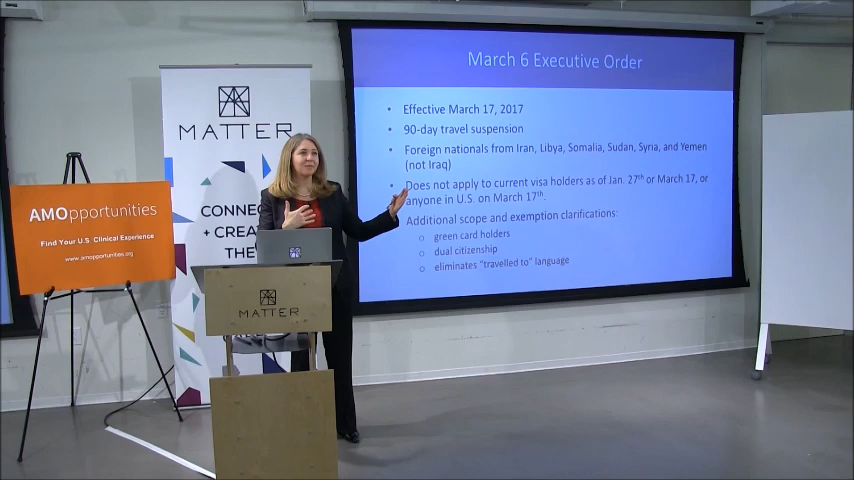 March 6 Executive Order
• Effective March 17, 2017
• 90-day travel suspension
• Foreign nationals from Iran, Libya, Somalia, Sudan, Syria, and Yemen
(not Iraq)
• Does not apply to current visa holders as of Jan. 27th or March 17, or
anyone in U.S. on March 17th.
Additional scope and exemption clarifications:
o green card holders
o dual citizenship
o eliminates "travelled to" language
MATTER
CONNEC
+ CREA
THE
AMOpportunities
Find Your U.S. Clinical Experience
www.amopportunities.org
MATTER